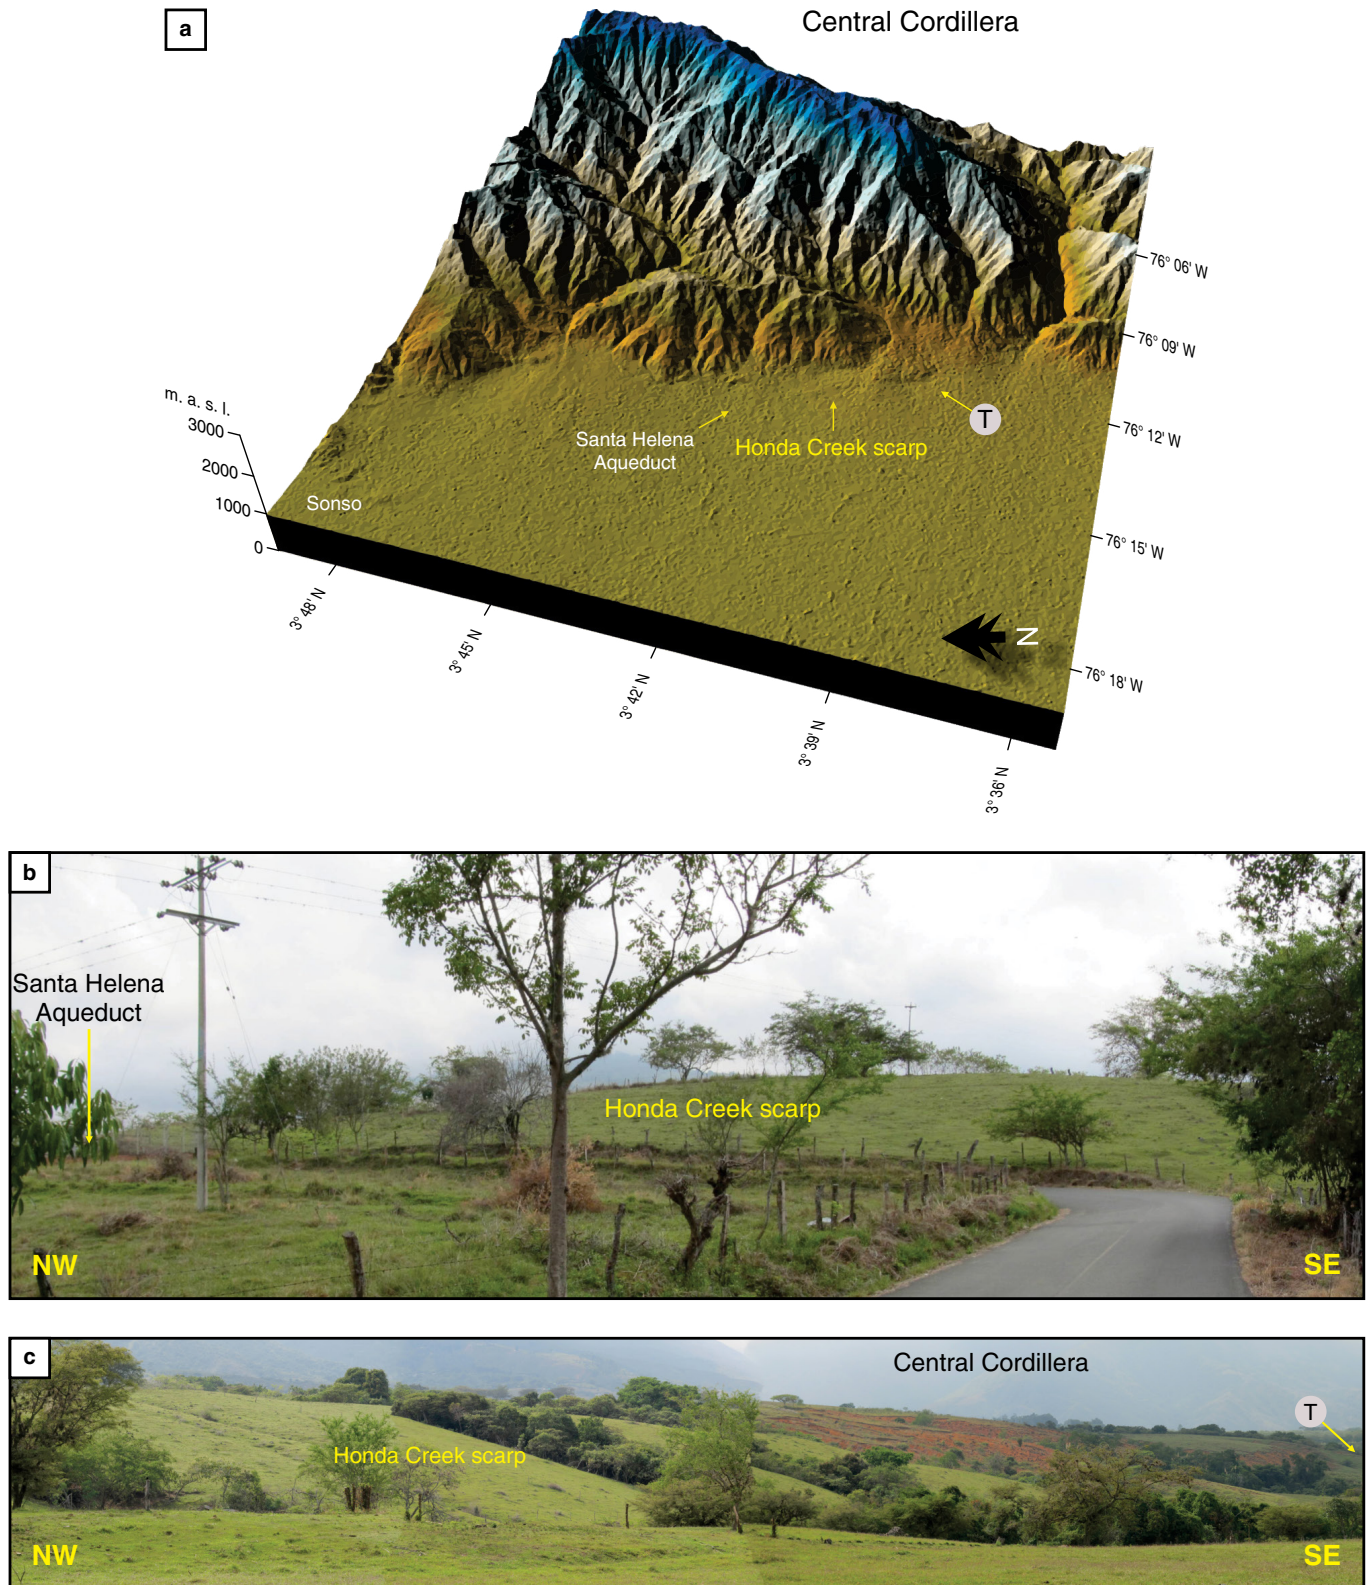 a
Central Cordillera
76° 06' W
76° 09' W
76° 12' W
76° 15' W
76° 18' W
m. a. s. l.
3000
2000
1000
0
Santa Helena
Aqueduct
Honda Creek scarp
T
Sonso
N
3° 48' N
3° 45' N
3° 42' N
3° 39' N
3° 36' N
b
Santa Helena
Aqueduct
Honda Creek scarp
NW
SE
c
Central Cordillera
T
Honda Creek scarp
NW
SE